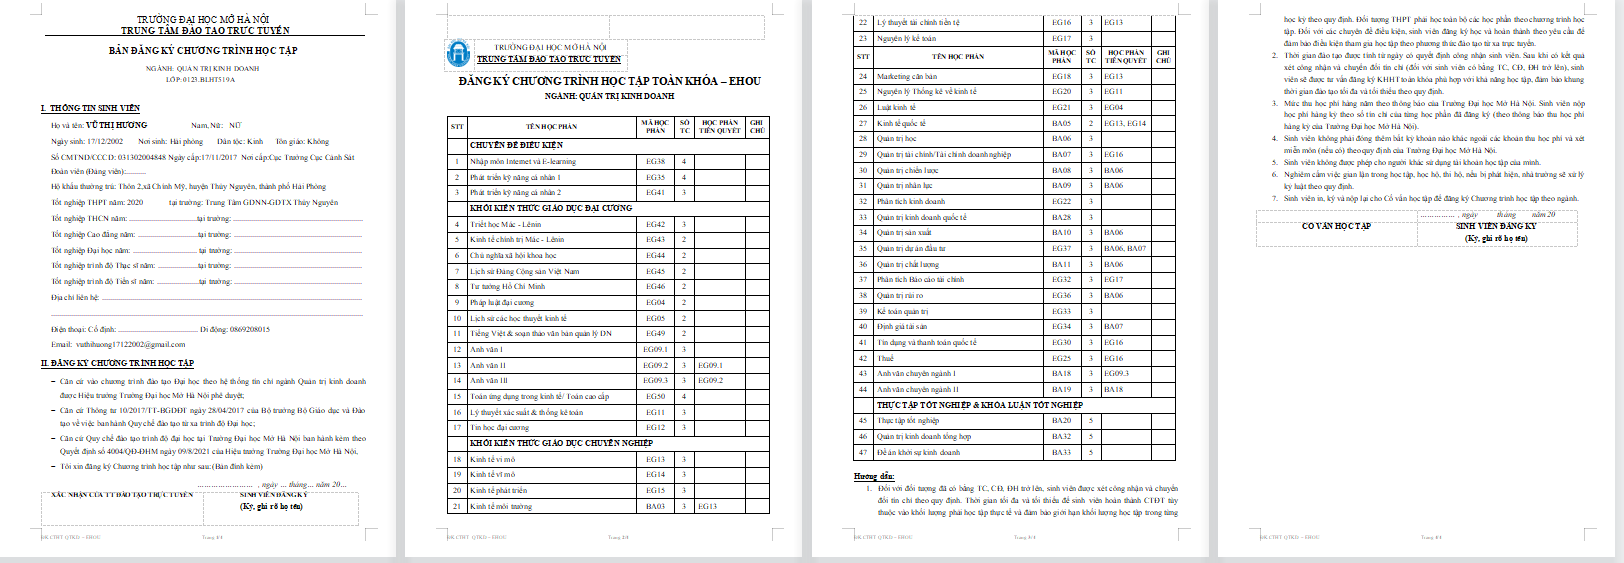 TRƯỜNG ĐẠI HỌC MỞ HÀ NỘI
TRUNG TÂM ĐÀO TẠO TRỰC TUYẾN
BẢN ĐĂNG KÝ CHƯƠNG TRÌNH HỌC TẬP
NGÀNH: QUẢN TRỊ KINH DOANH
LỚP: 0123.BLHT519A
I. THÔNG TIN SINH VIÊN
Họ và tên: VŨ THỊ HƯƠNG Nam, Nữ: NỮ
Ngày sinh: 17/12/2002 Nơi sinh: Hải phòng Dân tộc: Kinh Tôn giáo: Không
Số CMTND/CCCD: 031302004848 Ngày cấp:17/11/2017 Nơi cấp:Cục Trưởng Cục Cảnh Sát
Đoàn viên (Đảng viên):..........
Hộ khẩu thường trú: Thôn 2,xã Chính Mỹ, huyện Thủy Nguyên, thành phố Hải Phòng
Tốt nghiệp THPT năm: 2020 tại trường: Trung Tâm GDNN-GDTX Thủy Nguyên
Tốt nghiệp THCN năm: tại trường:
Tốt nghiệp Cao đẳng năm: tại trường:
Tốt nghiệp Đại học năm: tại trường:
Tốt nghiệp trình độ Thạc sĩ năm: tại trường:
Tốt nghiệp trình độ Tiến sĩ năm: tại trường:
Địa chỉ liên hệ:
Điện thoại: Cố định: Di động: 0869208015
Email: vuthihuong17122002@gmail.com
II. ĐĂNG KÝ CHƯƠNG TRÌNH HỌC TẬP
– Căn cứ vào chương trình đào tạo Đại học theo hệ thống tín chỉ ngành Quản trị kinh doanh
được Hiệu trưởng Trường Đại học Mở Hà Nội phê duyệt;
– Căn cứ Thông tư 10/2017/TT-BGDĐT ngày 28/04/2017 của Bộ trưởng Bộ Giáo dục và Đào
tạo về việc ban hành Quy chế đào tạo từ xa trình độ Đại học;
– Căn cứ Quy chế đào tạo trình độ đại học tại Trường Đại học Mở Hà Nội ban hành kèm theo
Quyết định số 4004/QĐ-ĐHM ngày 09/8/2021 của Hiệu trưởng Trường Đại học Mở Hà Nội,
– Tôi xin đăng ký Chương trình học tập như sau: (Bản đính kèm)
...................... , ngày ... tháng... năm 20...
XÁC NHẬN CỦA TT ĐÀO TẠO TRỰC TUYẾN SINH VIÊN ĐĂNG KÝ
(Ký, ghi rõ họ tên)
ĐK CTHT QTKD – EHOU Trang 1/4
TRƯỜNG ĐẠI HỌC MỞ HÀ NỘI
TRUNG TÂM ĐÀO TẠO TRỰC TUYẾN
ĐĂNG KÝ CHƯƠNG TRÌNH HỌC TẬP TOÀN KHÓA – EHOU
NGÀNH: QUẢN TRỊ KINH DOANH
STT TÊN HỌC PHẦN MÃ HỌC PHẦN SỐ TC HỌC PHẦN TIÊN QUYẾT GHI CHÚ
CHUYÊN ĐỀ ĐIỀU KIỆN
1 Nhập môn Internet và E-learning EG38 4
2 Phát triển kỹ năng cá nhân 1 EG35 4
3 Phát triển kỹ năng cá nhân 2 EG41 3
KHỐI KIẾN THỨC GIÁO DỤC ĐẠI CƯƠNG
4 Triết học Mác - Lênin EG42 3
5 Kinh tế chính trị Mác - Lênin EG43 2
6 Chủ nghĩa xã hội khoa học EG44 2
7 Lịch sử Đảng Cộng sản Việt Nam EG45 2
8 Tư tưởng Hồ Chí Minh EG46 2
9 Pháp luật đại cương EG04 2
10 Lịch sử các học thuyết kinh tế EG05 2
11 Tiếng Việt & soạn thảo văn bản quản lý DN EG49 2
12 Anh văn I EG09.1 3
13 Anh văn II EG09.2 3 EG09.1
14 Anh văn III EG09.3 3 EG09.2
15 Toán ứng dụng trong kinh tế/ Toán cao cấp EG50 4
16 Lý thuyết xác suất & thống kê toán EG11 3
17 Tin học đại cương EG12 3
KHỐI KIẾN THỨC GIÁO DỤC CHUYÊN NGHIỆP
18 Kinh tế vi mô EG13 3
19 Kinh tế vĩ mô EG14 3
20 Kinh tế phát triển EG15 3
21 Kinh tế môi trường BA03 3 EG13
ĐK CTHT QTKD – EHOU Trang 2/4
22 Lý thuyết tài chính tiền tệ EG16 3 EG13
23 Nguyên lý kế toán EG17 3
STT TÊN HỌC PHẦN MÃ HỌC PHẦN SỐ TC HỌC PHẦN TIÊN QUYẾT GHI CHÚ
24 Marketing căn bản EG18 3 EG13
25 Nguyên lý Thống kê về kinh tế EG20 3 EG11
26 Luật kinh tế EG21 3 EG04
27 Kinh tế quốc tế BA05 2 EG13, EG14
28 Quản trị học BA06 3
29 Quản trị tài chính/Tài chính doanh nghiệp BA07 3 EG16
30 Quản trị chiến lược BA08 3 BA06
31 Quản trị nhân lực BA09 3 BA06
32 Phân tích kinh doanh EG22 3
33 Quản trị kinh doanh quốc tế BA28 3
34 Quản trị sản xuất BA10 3 BA06
35 Quản trị dự án đầu tư EG37 3 BA06, BA07
36 Quản trị chất lượng BA11 3 BA06
37 Phân tích Báo cáo tài chính EG32 3 EG17
38 Quản trị rủi ro EG36 3 BA06
39 Kế toán quản trị EG33 3
40 Định giá tài sản EG34 3 BA07
41 Tín dụng và thanh toán quốc tế EG30 3 EG16
42 Thuế EG25 3 EG16
43 Anh văn chuyên ngành I BA18 3 EG09.3
44 Anh văn chuyên ngành II BA19 3 BA18
THỰC TẬP TỐT NGHIỆP & KHÓA LUẬN TỐT NGHIỆP
45 Thực tập tốt nghiệp BA20 5
46 Quản trị kinh doanh tổng hợp BA32 5
47 Đề án khởi sự kinh doanh BA33 5
Hướng dẫn:
1. Đối với đối tượng đã có bằng TC, CĐ, ĐH trở lên, sinh viên được xét công nhận và chuyển
đổi tín chỉ theo quy định. Thời gian tối đa và tối thiểu để sinh viên hoàn thành CTĐT tùy
thuộc vào khối lượng phải học tập thực tế và đảm bảo giới hạn khối lượng học tập trong từng
ĐK CTHT QTKD – EHOU Trang 3/4
học kỳ theo quy định. Đối tượng THPT phải học toàn bộ các học phần theo chương trình học
tập. Đối với các chuyên đề điều kiện, sinh viên đăng ký học và hoàn thành theo yêu cầu để
đảm bảo điều kiện tham gia học tập theo phương thức đào tạo từ xa trực tuyến.
2. Thời gian đào tạo được tính từ ngày có quyết định công nhận sinh viên. Sau khi có kết quả
xét công nhận và chuyển đổi tín chỉ (đối với sinh viên có bằng TC, CĐ, ĐH trở lên), sinh
viên sẽ được tư vấn đăng ký KHHT toàn khóa phù hợp với khả năng học tập, đảm bảo khung
thời gian đào tạo tối đa và tối thiểu theo quy định.
3. Mức thu học phí hàng năm theo thông báo của Trường Đại học Mở Hà Nội. Sinh viên nộp
học phí hàng kỳ theo số tín chỉ của từng học phần đã đăng ký (theo thông báo thu học phí
hàng kỳ của Trường Đại học Mở Hà Nội).
4. Sinh viên không phải đóng thêm bất kỳ khoản nào khác ngoài các khoản thu học phí và xét
miễn môn (nếu có) theo quy định của Trường Đại học Mở Hà Nội.
5. Sinh viên không được phép cho người khác sử dụng tài khoản học tập của mình.
6. Nghiêm cấm việc gian lận trong học tập, học hộ, thi hộ, nếu bị phát hiện, nhà trường sẽ xử lý
kỷ luật theo quy định.
7. Sinh viên in, ký và nộp lại cho Cố vấn học tập để đăng ký Chương trình học tập theo ngành.
............... , ngày tháng năm 20
CỐ VẤN HỌC TẬP SINH VIÊN ĐĂNG KÝ
(Ký, ghi rõ họ tên)
ĐK CTHT QTKD – EHOU Trang 4/4